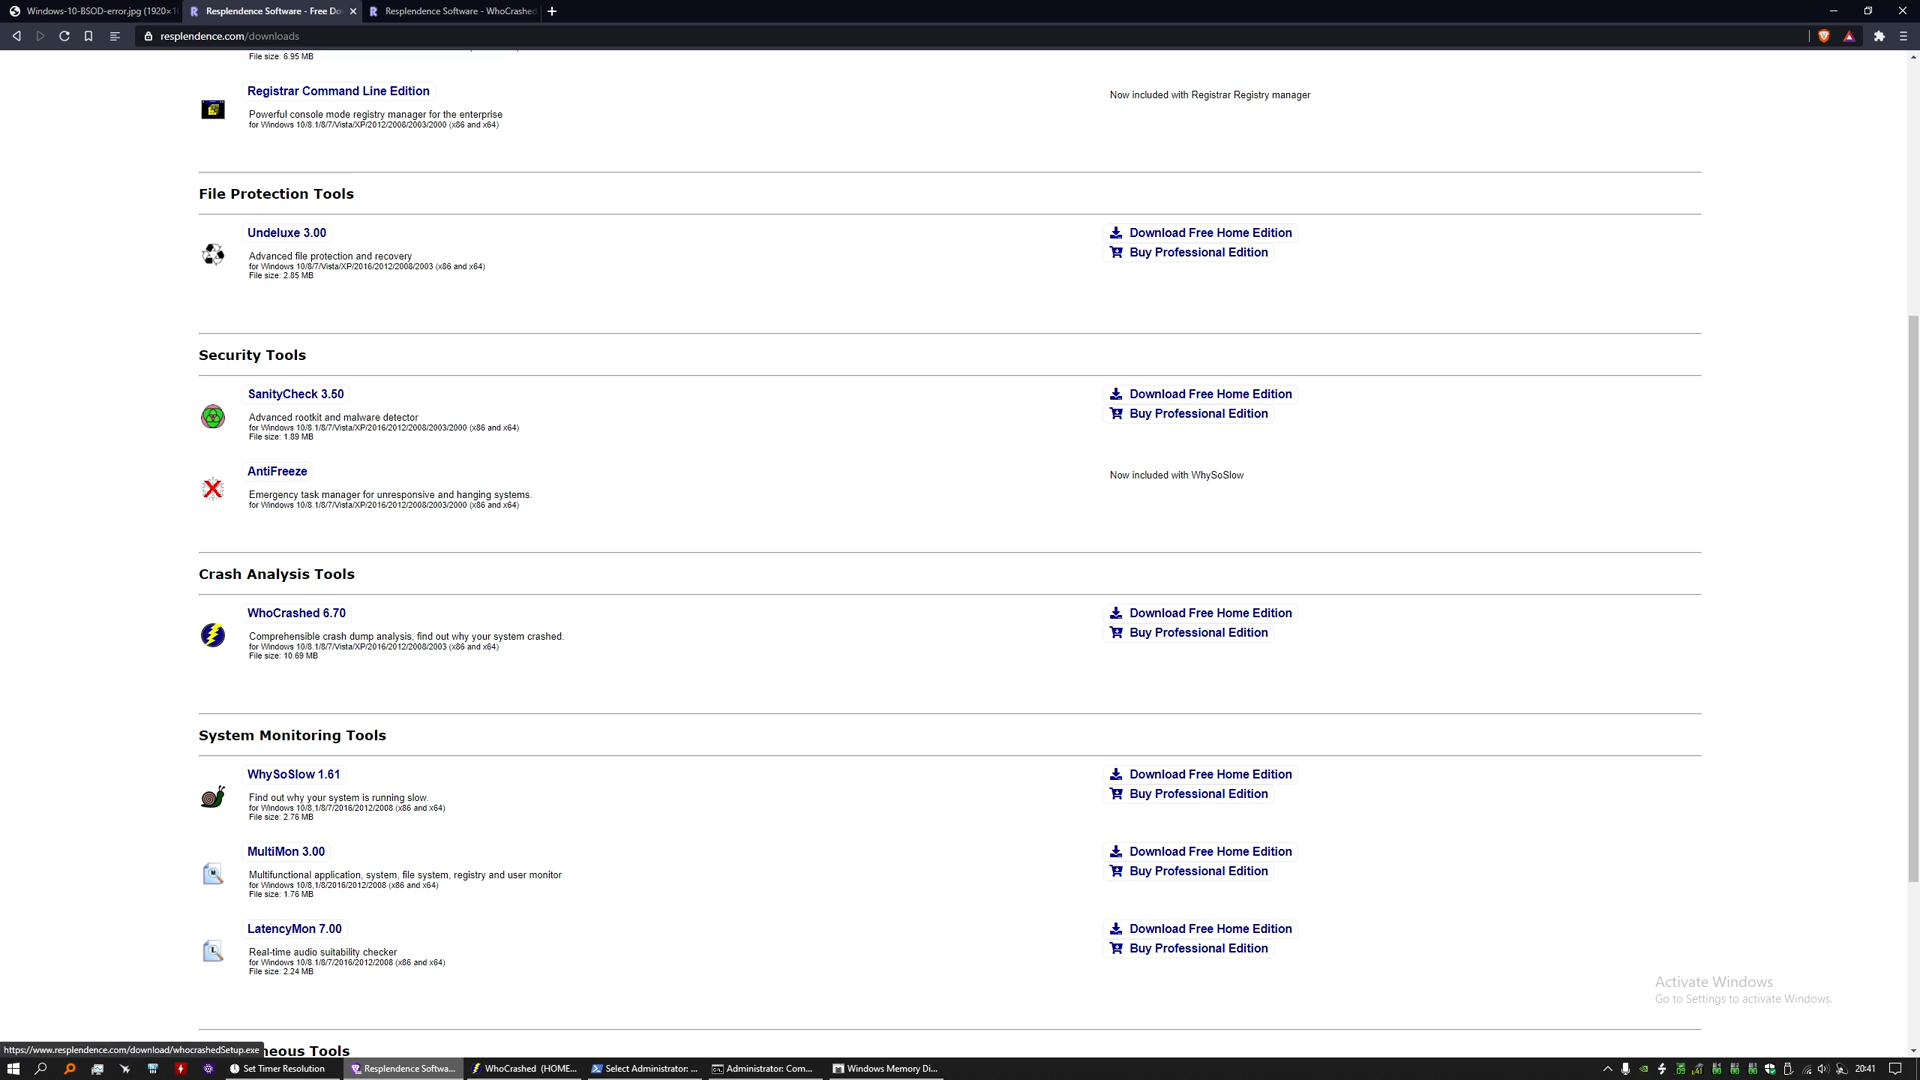 Windows-10-BSOD-error.jpg (1920×1
Resplendence Software - Free Do
Resplendence Software - WhoCrashed
resplendence.com/downloads
File size: 6.95 MB
Registrar Command Line Edition
Now included with Registrar Registry manager
Powerful console mode registry manager for the enterprise
for Windows 10/8.1/8/7/Vista/XP/2012/2008/2003/2000 (x86 and x64)
File Protection Tools
Undeluxe 3.00
Download Free Home Edition
Buy Professional Edition
Advanced file protection and recovery
for Windows 10/8/7/Vista/XP/2016/2012/2008/2003 (x86 and x64)
File size: 2.85 MB
Security Tools
SanityCheck 3.50
Download Free Home Edition
Buy Professional Edition
Advanced rootkit and malware detector
for Windows 10/8.1/8/7/Vista/XP/2016/2012/2008/2003/2000 (x86 and x64)
File size: 1.89 MB
AntiFreeze
Now included with WhySoSlow
Emergency task manager for unresponsive and hanging systems.
for Windows 10/8.1/8/7/Vista/XP/2016/2012/2008/2003/2000 (x86 and x64)
Crash Analysis Tools
WhoCrashed 6.70
Download Free Home Edition
Buy Professional Edition
Comprehensible crash dump analysis, find out why your system crashed.
for Windows 10/8.1/8/7/Vista/XP/2016/2012/2008/2003 (x86 and x64)
File size: 10.69 MB
System Monitoring Tools
WhySoSlow 1.61
Download Free Home Edition
Buy Professional Edition
Find out why your system is running slow.
for Windows 10/8.1/8/7/2016/2012/2008 (x86 and x64)
File size: 2.76 MB
MultiMon 3.00
Download Free Home Edition
Buy Professional Edition
Multifunctional application, system, file system, registry and user monitor
for Windows 10/8.1/8/2016/2012/2008 (x86 and x64)
File size: 1.76 MB
LatencyMon 7.00
Download Free Home Edition
Buy Professional Edition
Real-time audio suitability checker
for Windows 10/8.1/8/7/2016/2012/2008 (x86 and x64)
File size: 2.24 MB
Activate Windows
Go to Settings to activate Windows.
https://www.resplendence.com/download/whocrashedSetup.exe
neous Tools
Set Timer Resolution
Resplendence Softwa...
WhoCrashed (HOME...
Select Administrator: ...
Administrator: Com...
Windows Memory Di...
20:41